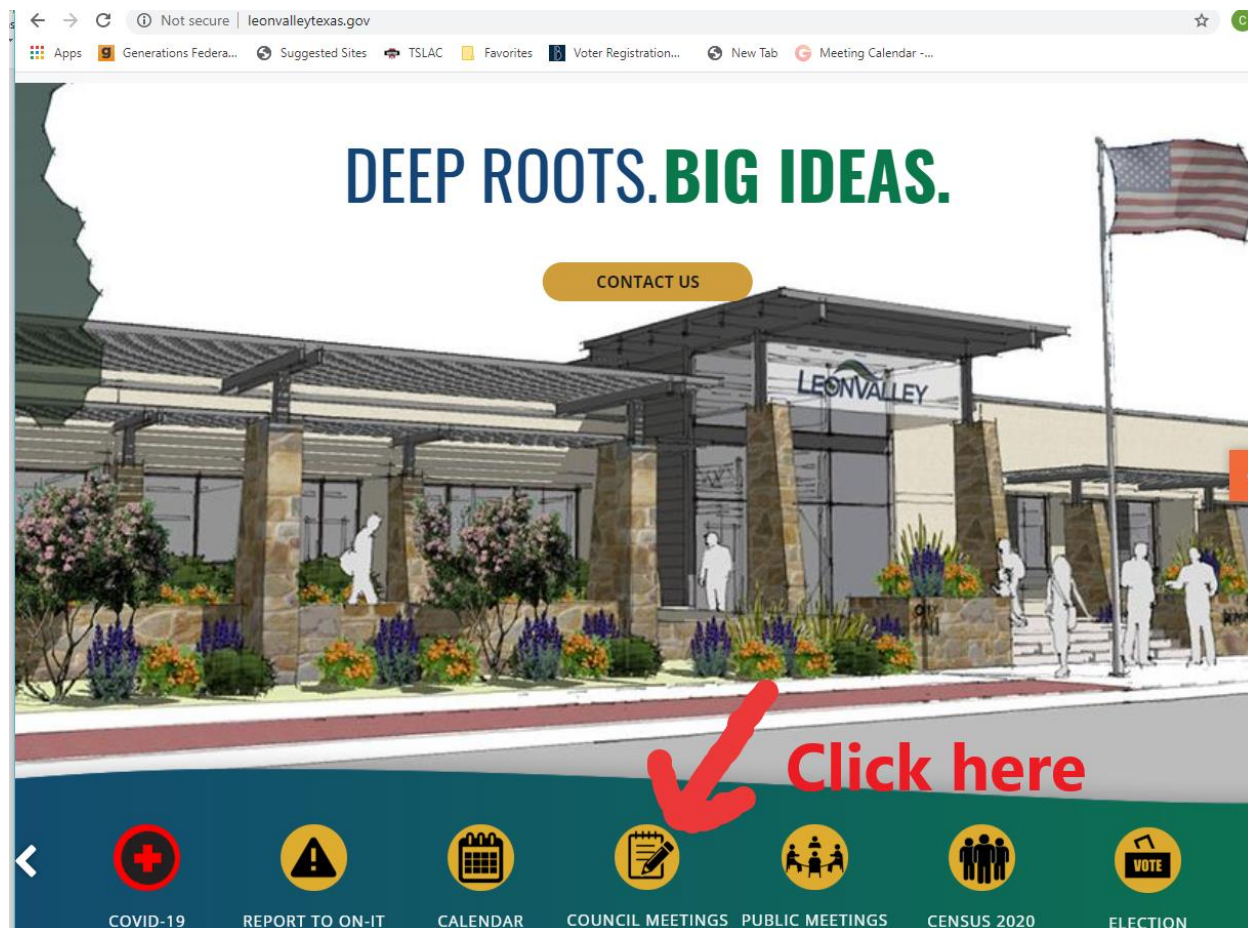 Not secure | leonvalleytexas.gov
Apps Generations Federa... Suggested Sites TSLAC Favorites Voter Registration... New Tab Meeting Calendar -...
DEEP ROOTS. BIG IDEAS.
CONTACT US
LEONVALLEY
Click here
VOTE
COVID-19 REPORT TO ON-IT CALENDAR COUNCIL MEETINGS PUBLIC MEETINGS CENSUS 2020 ELECTION